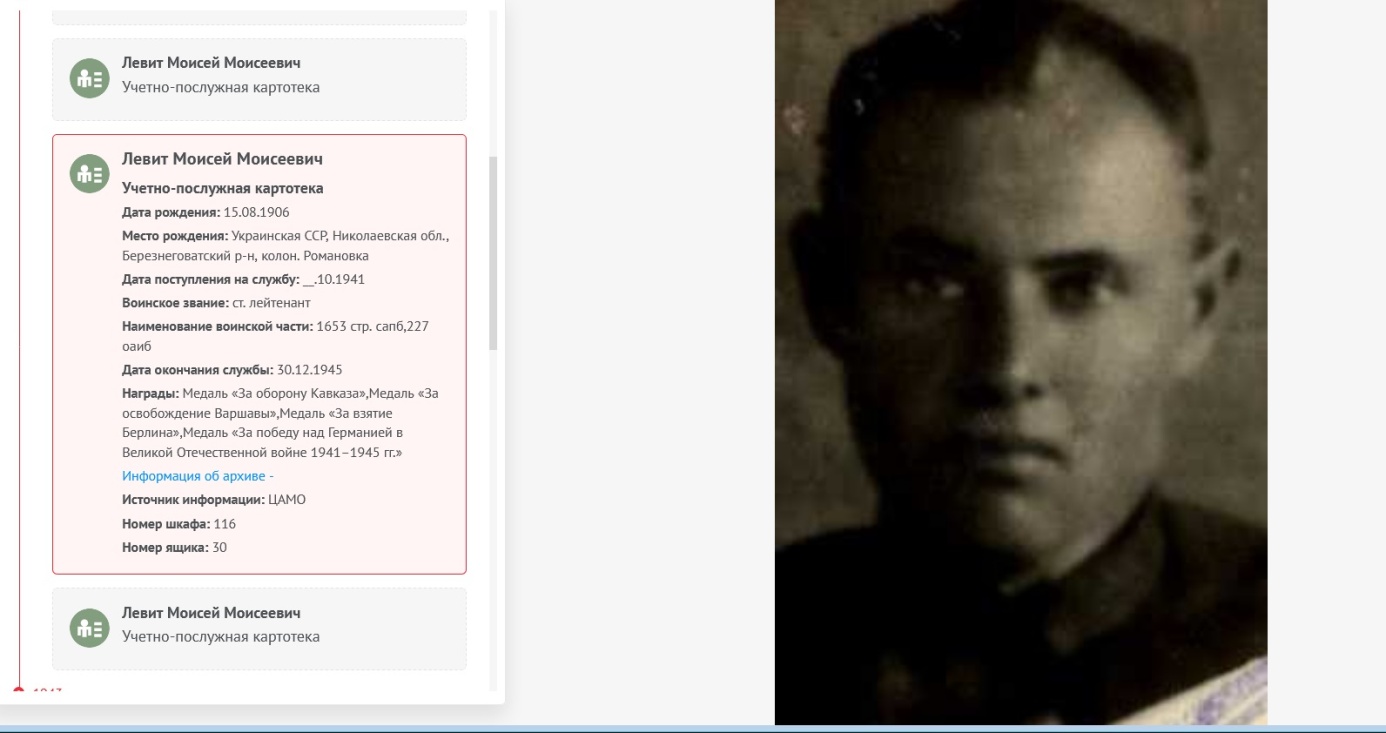 Левит Моисей Моисеевич
Учетно-послужная картотека
Левит Моисей Моисеевич
Учетно-послужная картотека
Дата рождения: 15.08.1906
Место рождения: Украинская ССР, Николаевская обл.,
Березнеговатский р-н, колон. Романовка
Дата поступления на службу: __.10.1941
Воинское звание: ст. лейтенант
Наименование воинской части: 1653 стр. сапб,227
оаиб
Дата окончания службы: 30.12.1945
Награды: Медаль «За оборону Кавказа»,Медаль «За
освобождение Варшавы»,Медаль «За взятие
Берлина»,Медаль «За победу над Германией в
Великой Отечественной войне 1941–1945 гг.»
Информация об архиве -
Источник информации: ЦАМО
Номер шкафа: 116
Номер ящика: 30
Левит Моисей Моисеевич
Учетно-послужная картотека